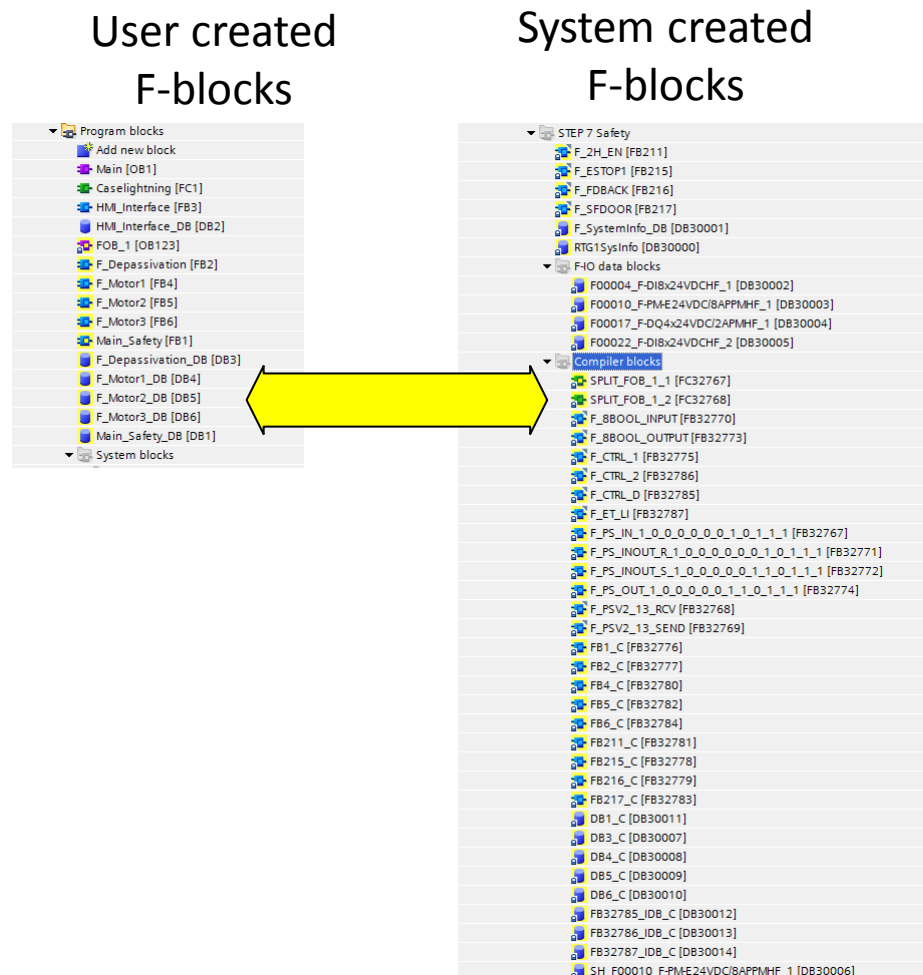 User created
F-blocks
System created
F-blocks
Program blocks
Add new block
Main [OB1]
Caselightning [FC1]
HMI_Interface [FB3]
HMI_Interface_DB [DB2]
FOB_1 [OB123]
F_Depassivation [FB2]
F_Motor1 [FB4]
F_Motor2 [FB5]
F_Motor3 [FB6]
Main_Safety [FB1]
F_Depassivation_DB [DB3]
F_Motor1_DB [DB4]
F_Motor2_DB [DB5]
F_Motor3_DB [DB6]
Main_Safety_DB [DB1]
System blocks
STEP 7 Safety
F_2H_EN [FB211]
F_ESTOP1 [FB215]
F_FDBACK [FB216]
F_SFDOOR [FB217]
F_SystemInfo_DB [DB30001]
RTG1SysInfo [DB30000]
F-IO data blocks
F00004_F-DI8x24VDCHF_1 [DB30002]
F00010_F-PM-E24VDC/8APPMHF_1 [DB30003]
F00017_F-DQ4x24VDC/2APMHF_1 [DB30004]
F00022_F-DI8x24VDCHF_2 [DB30005]
Compiler blocks
SPLIT_FOB_1_1 [FC32767]
SPLIT_FOB_1_2 [FC32768]
F_8BOOL_INPUT [FB32770]
F_8BOOL_OUTPUT [FB32773]
F_CTRL_1 [FB32775]
F_CTRL_2 [FB32786]
F_CTRL_D [FB32785]
F_ET_LI [FB32787]
F_PS_IN_1_0_0_0_0_0_0_1_0_1_1_1 [FB32767]
F_PS_INOUT_R_1_0_0_0_0_0_0_1_0_1_1_1 [FB32771]
F_PS_INOUT_S_1_0_0_0_0_0_1_1_0_1_1_1 [FB32772]
F_PS_OUT_1_0_0_0_0_0_1_1_0_1_1_1 [FB32774]
F_PSV2_13_RCV [FB32768]
F_PSV2_13_SEND [FB32769]
FB1_C [FB32776]
FB2_C [FB32777]
FB4_C [FB32780]
FB5_C [FB32782]
FB6_C [FB32784]
FB211_C [FB32781]
FB215_C [FB32778]
FB216_C [FB32779]
FB217_C [FB32783]
DB1_C [DB30011]
DB3_C [DB30007]
DB4_C [DB30008]
DB5_C [DB30009]
DB6_C [DB30010]
FB32785_IDB_C [DB30012]
FB32786_IDB_C [DB30013]
FB32787_IDB_C [DB30014]
SH_F00010_F-PM-E24VDC/8APPMHF_1 [DB30006]